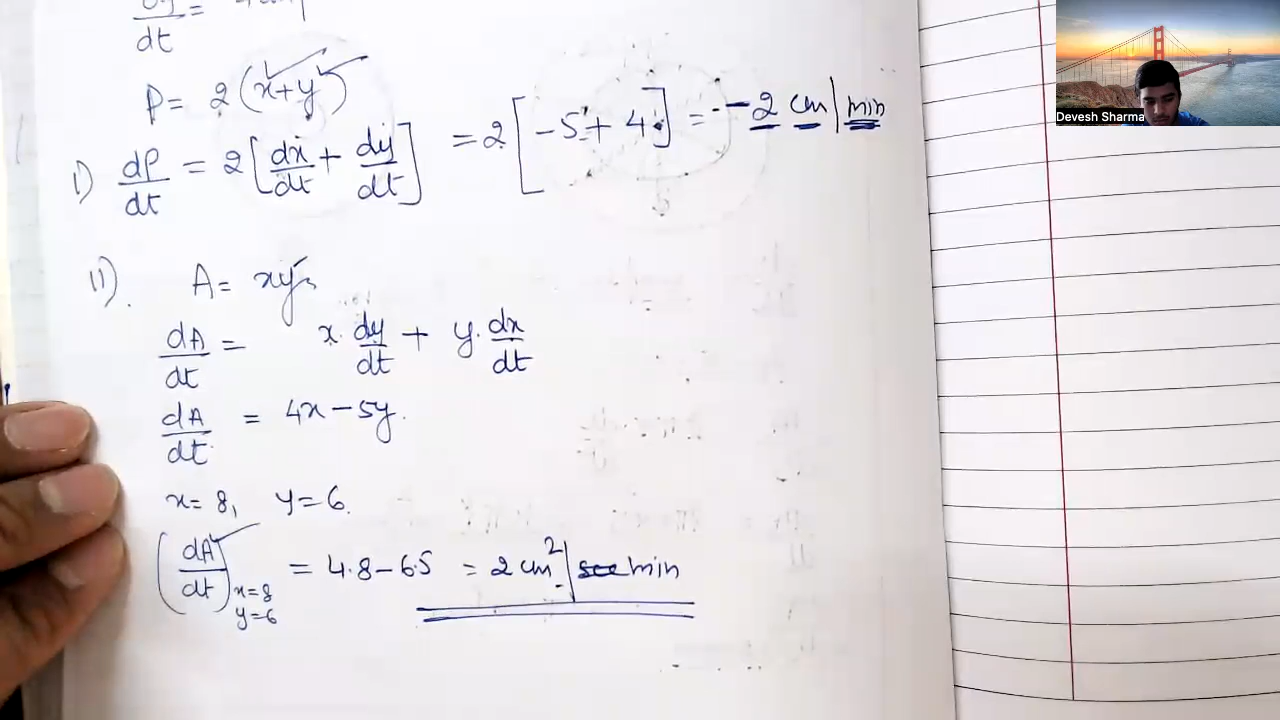 dt
P = 2(x+y)
I) dP/dt = 2[dx/dt + dy/dt] = 2[-5 + 4] = -2 cm | min
II). A = xy
dA/dt = x. dy/dt + y. dx/dt
dA/dt = 4x - 5y.
x = 8, y = 6.
(dA/dt) x=8 y=6 = 4.8 - 6.5 = 2 cm² | sec min
Devesh Sharma